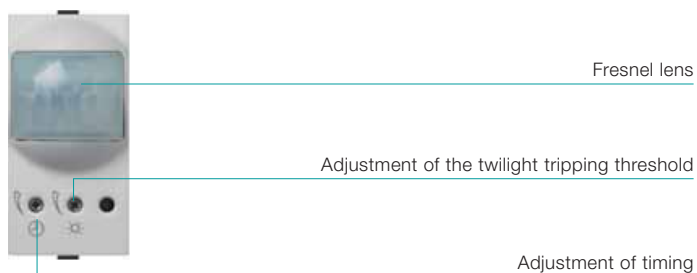 Fresnel lens
Adjustment of the twilight tripping threshold
Adjustment of timing